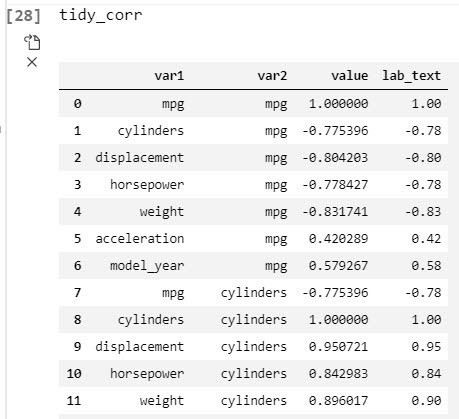 [28] tidy_corr
var1 var2 value lab_text
0 mpg mpg 1.000000 1.00
1 cylinders mpg -0.775396 -0.78
2 displacement mpg -0.804203 -0.80
3 horsepower mpg -0.778427 -0.78
4 weight mpg -0.831741 -0.83
5 acceleration mpg 0.420289 0.42
6 model_year mpg 0.579267 0.58
7 mpg cylinders -0.775396 -0.78
8 cylinders cylinders 1.000000 1.00
9 displacement cylinders 0.950721 0.95
10 horsepower cylinders 0.842983 0.84
11 weight cylinders 0.896017 0.90